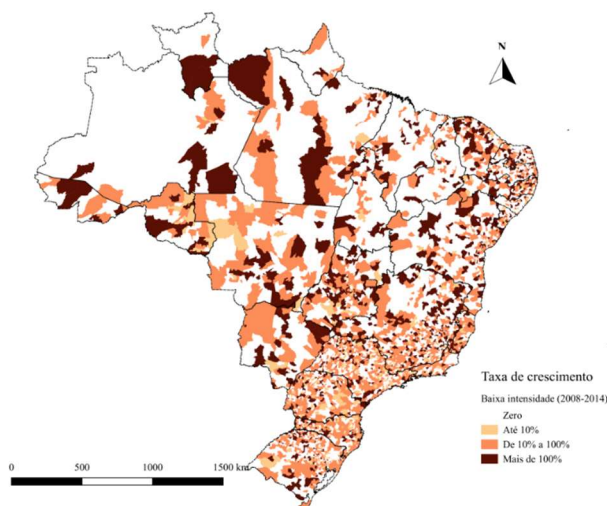 N
Taxa de crescimento
Baixa intensidade (2008-2014)
Zero
Até 10%
De 10% a 100%
Mais de 100%
0 500 1000 1500 km